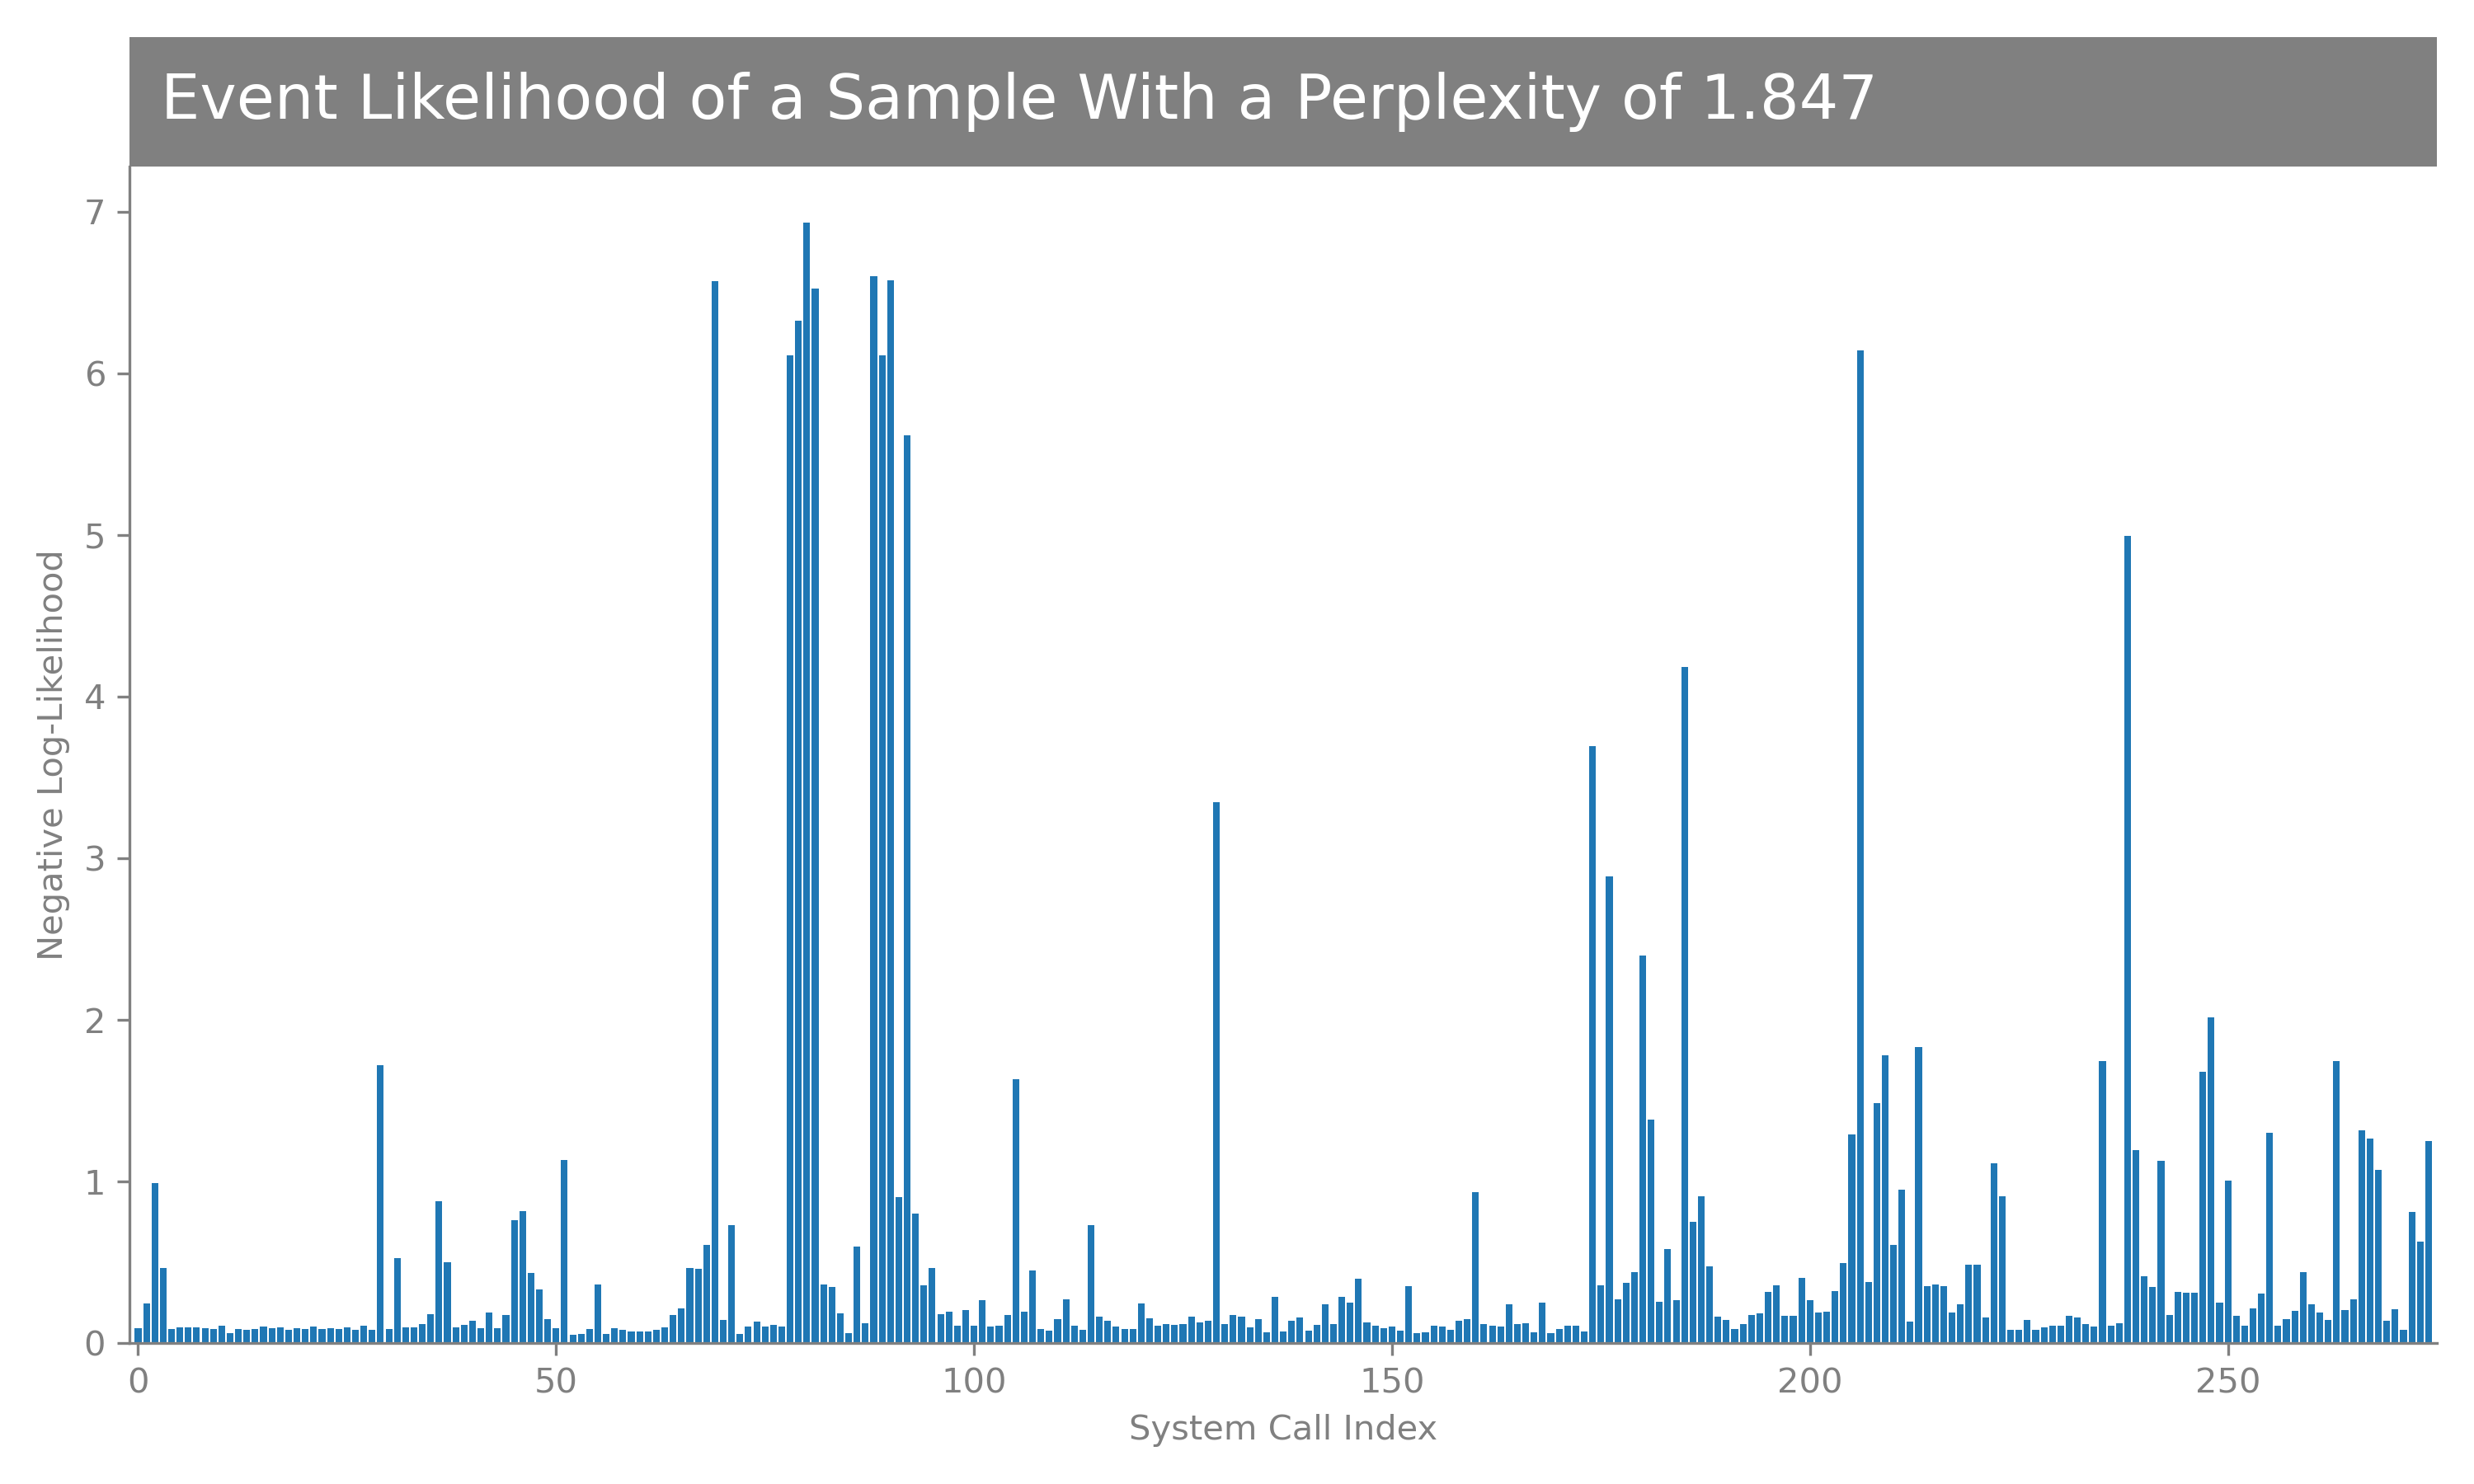 Event Likelihood of a Sample With a Perplexity of 1.847
7
6
5
4
3
2
1
0
Negative Log-Likelihood
0 50 100 150 200 250
System Call Index